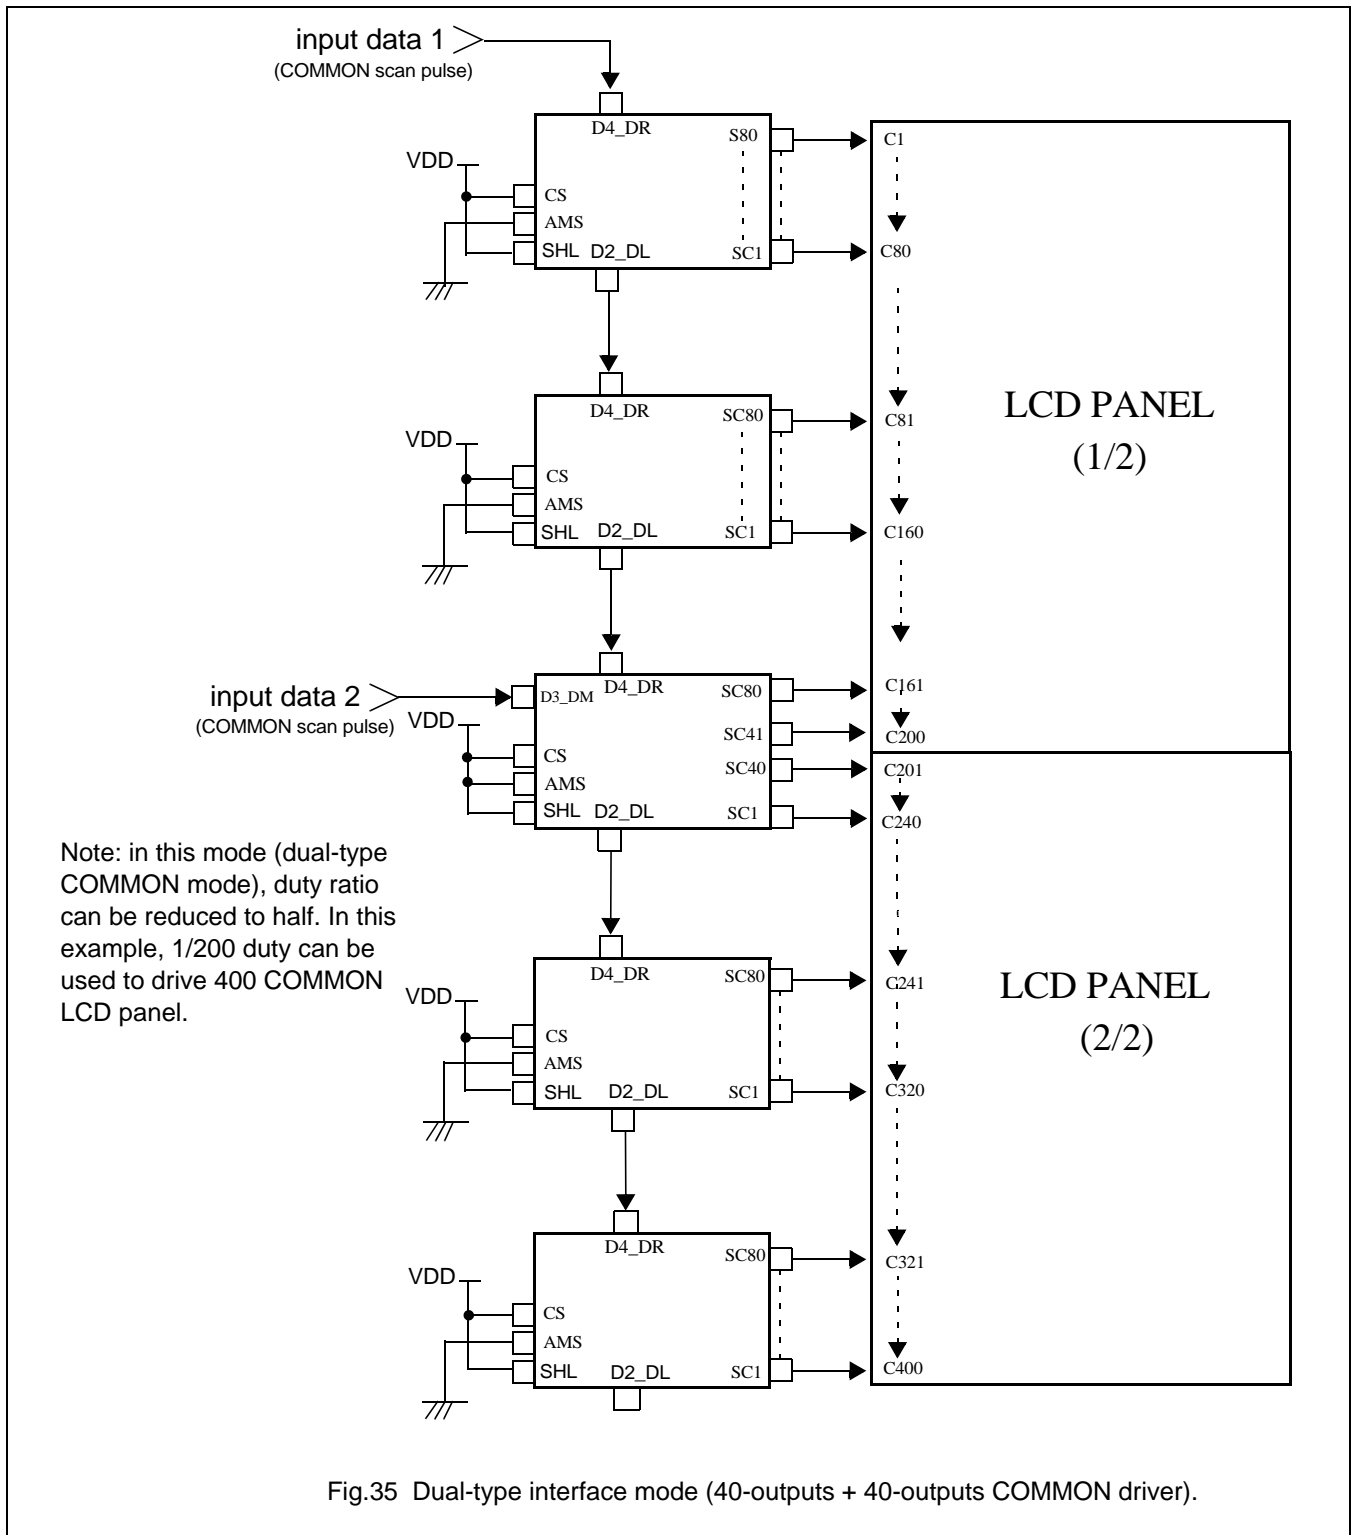 input data 1
(COMMON scan pulse)
D4_DR
S80
C1
VDD
CS
AMS
SHL
D2_DL
SC1
C80
D4_DR
SC80
C81
LCD PANEL
(1/2)
VDD
CS
AMS
SHL
D2_DL
SC1
C160
input data 2
(COMMON scan pulse)
D3_DM
D4_DR
SC80
C161
VDD
SC41
C200
CS
SC40
C201
AMS
SHL
D2_DL
SC1
C240
Note: in this mode (dual-type
COMMON mode), duty ratio
can be reduced to half. In this
example, 1/200 duty can be
used to drive 400 COMMON
LCD panel.
D4_DR
SC80
C241
LCD PANEL
(2/2)
VDD
CS
AMS
SHL
D2_DL
SC1
C320
D4_DR
SC80
C321
VDD
CS
AMS
SHL
D2_DL
SC1
C400
Fig.35 Dual-type interface mode (40-outputs + 40-outputs COMMON driver).